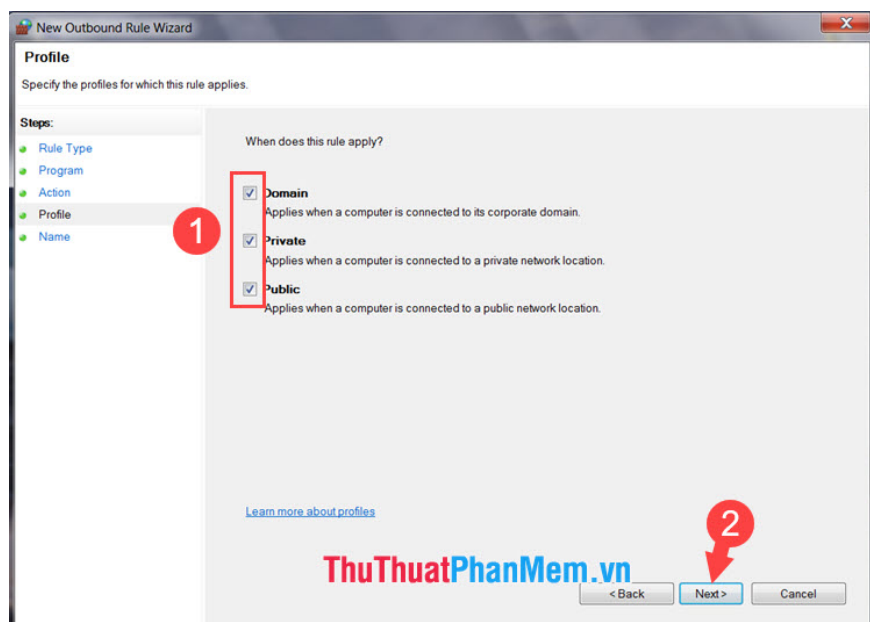 New Outbound Rule Wizard
X
Profile
Specify the profiles for which this rule applies.
Steps:
Rule Type
Program
Action
Profile
Name
When does this rule apply?
1
Domain
Applies when a computer is connected to its corporate domain.
Private
Applies when a computer is connected to a private network location.
Public
Applies when a computer is connected to a public network location.
Learn more about profiles
2
ThuThuatPhanMem.vn
< Back
Next >
Cancel